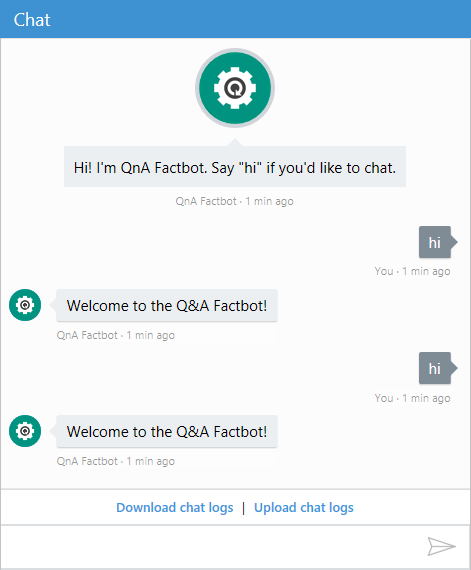 Chat
Hi! I'm QnA Factbot. Say "hi" if you'd like to chat.
QnA Factbot · 1 min ago
hi
You · 1 min ago
Welcome to the Q&A Factbot!
QnA Factbot · 1 min ago
hi
You · 1 min ago
Welcome to the Q&A Factbot!
QnA Factbot · 1 min ago
Download chat logs | Upload chat logs